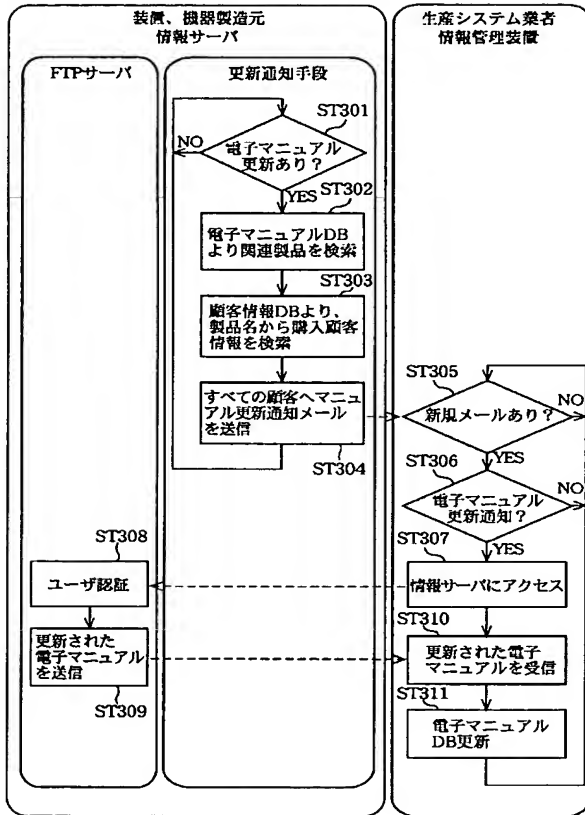 装置、機器製造元
情報サーバ
生産システム業者
情報管理装置
FTPサーバ
更新通知手段
ST301
NO
電子マニュアル
更新あり？
YES
ST302
電子マニュアルDB
より関連製品を検索
ST303
顧客情報DBより、
製品名から購入顧客
情報を検索
すべての顧客へマニュ
アル更新通知メール
を送信
ST304
ST305
新規メールあり？
NO
YES
ST306
電子マニュアル
更新通知？
NO
YES
ST307
情報サーバにアクセス
ST308
ユーザ認証
更新された
電子マニュアル
を送信
ST309
ST310
更新された電子
マニュアルを受信
ST311
電子マニュアル
DB更新